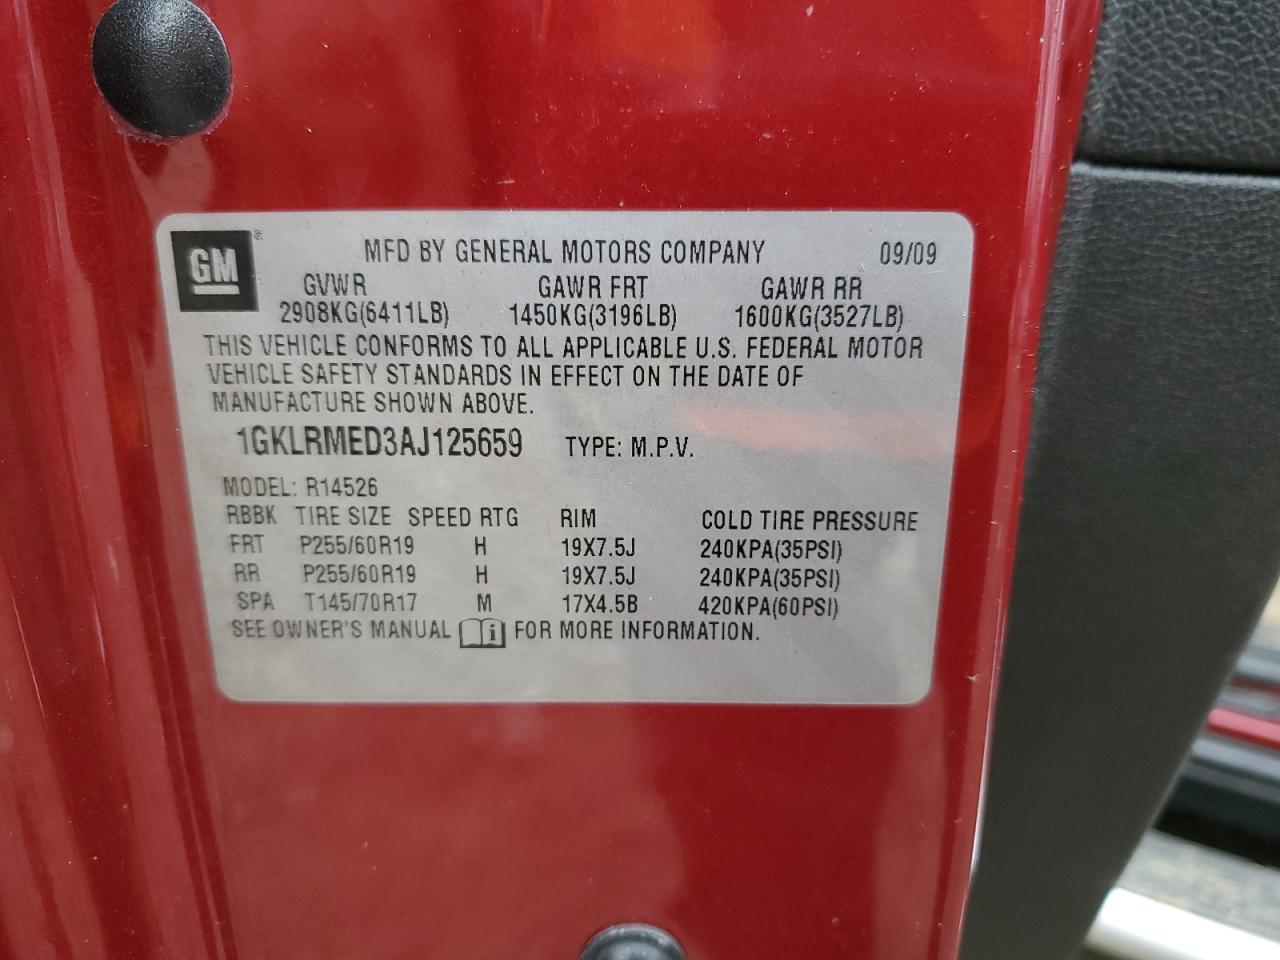 GM ®
MFD BY GENERAL MOTORS COMPANY 09/09
GVWR GAWR FRT GAWR RR
2908KG(6411LB) 1450KG(3196LB) 1600KG(3527LB)
THIS VEHICLE CONFORMS TO ALL APPLICABLE U.S. FEDERAL MOTOR
VEHICLE SAFETY STANDARDS IN EFFECT ON THE DATE OF
MANUFACTURE SHOWN ABOVE.
1GKLRMED3AJ125659 TYPE: M.P.V.
MODEL: R14526
RBBK TIRE SIZE SPEED RTG RIM COLD TIRE PRESSURE
FRT P255/60R19 H 19X7.5J 240KPA(35PSI)
RR P255/60R19 H 19X7.5J 240KPA(35PSI)
SPA T145/70R17 M 17X4.5B 420KPA(60PSI)
SEE OWNER'S MANUAL i FOR MORE INFORMATION.